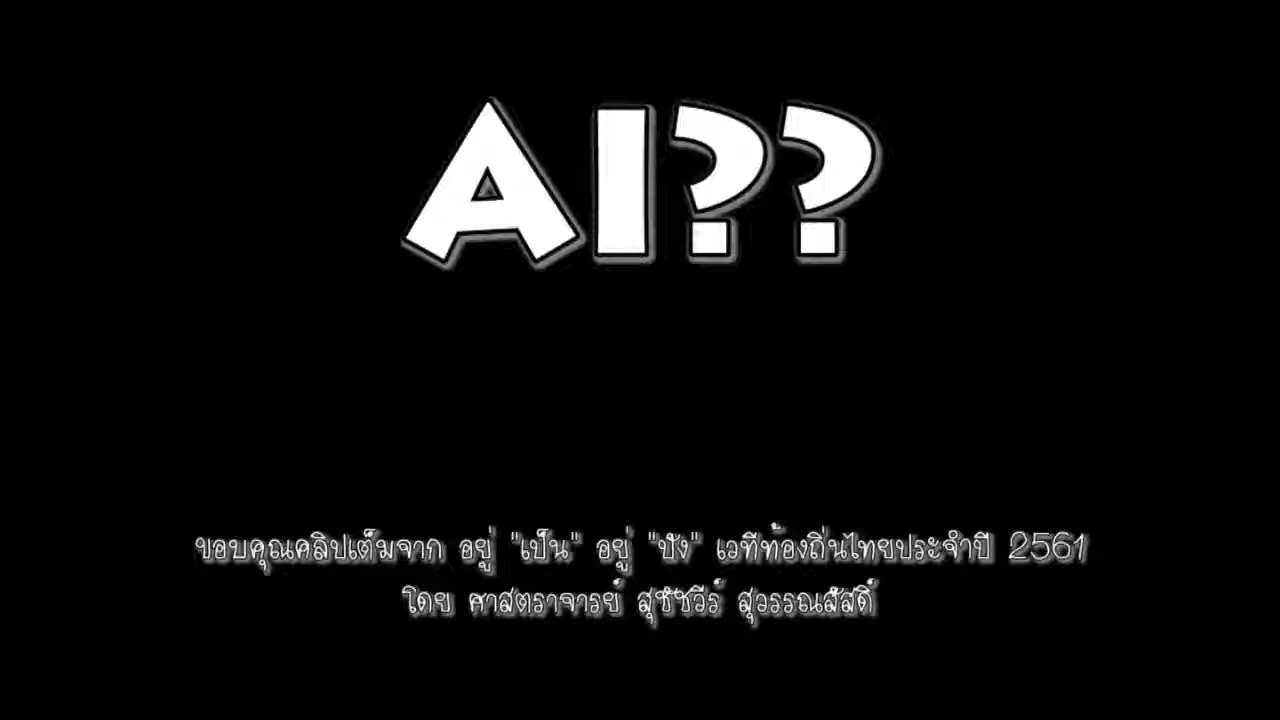 AI??
ขอบคุณคลิปเต็มจาก อยู่ "เป็น" อยู่ "ปัง" เวทีท้องถิ่นไทยประจำปี 2561
โดย ศาสตราจารย์ สุชัชวีร์ สุวรรณสัสดิ์